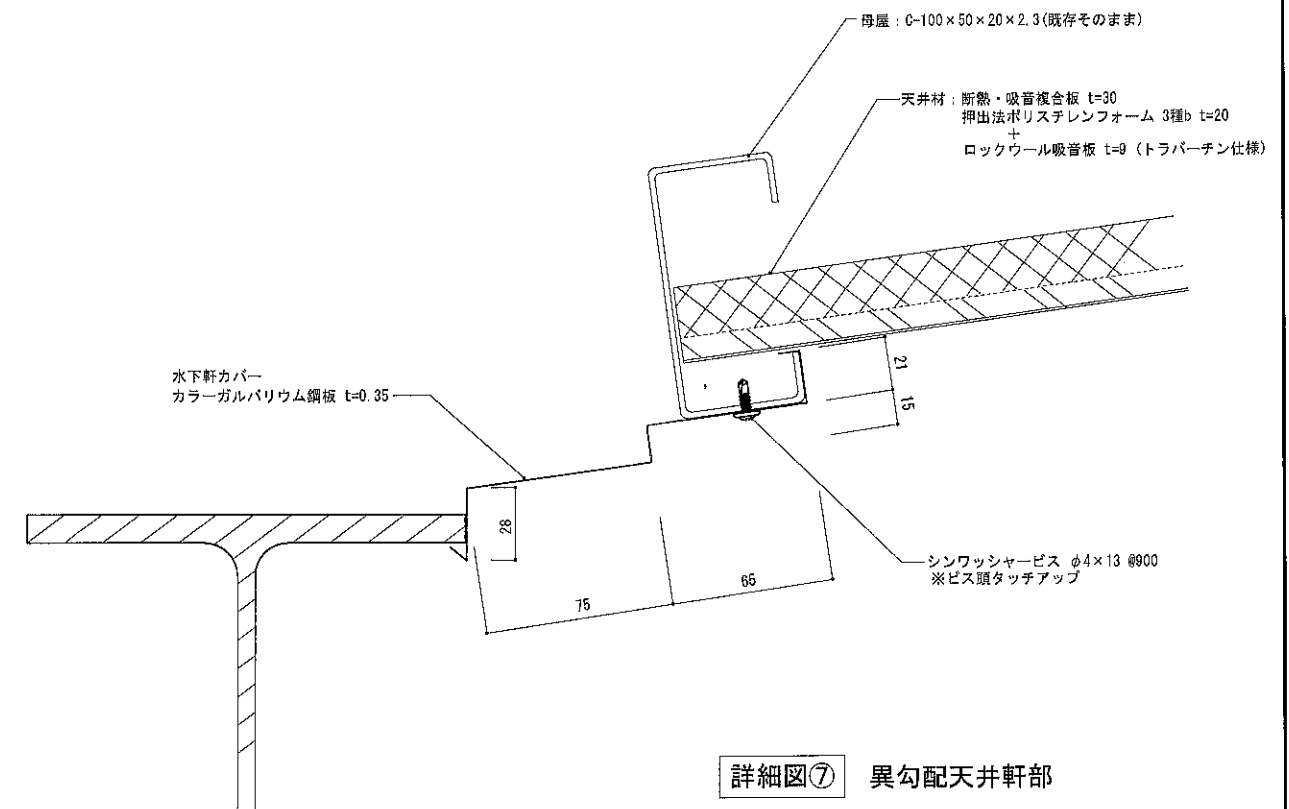 母屋：C-100×50×20×2.3(既存そのまま)
天井材：断熱・吸音複合板 t=30
押出法ポリスチレンフォーム 3種b t=20
+
ロックウール吸音板 t=9 (トラバーチン仕様)
水下軒カバー
カラーガルバリウム鋼板 t=0.35
21
15
28
75
65
シンワッシャービス φ4×13 @900
※ビス頭タッチアップ
詳細図⑦ 異勾配天井軒部